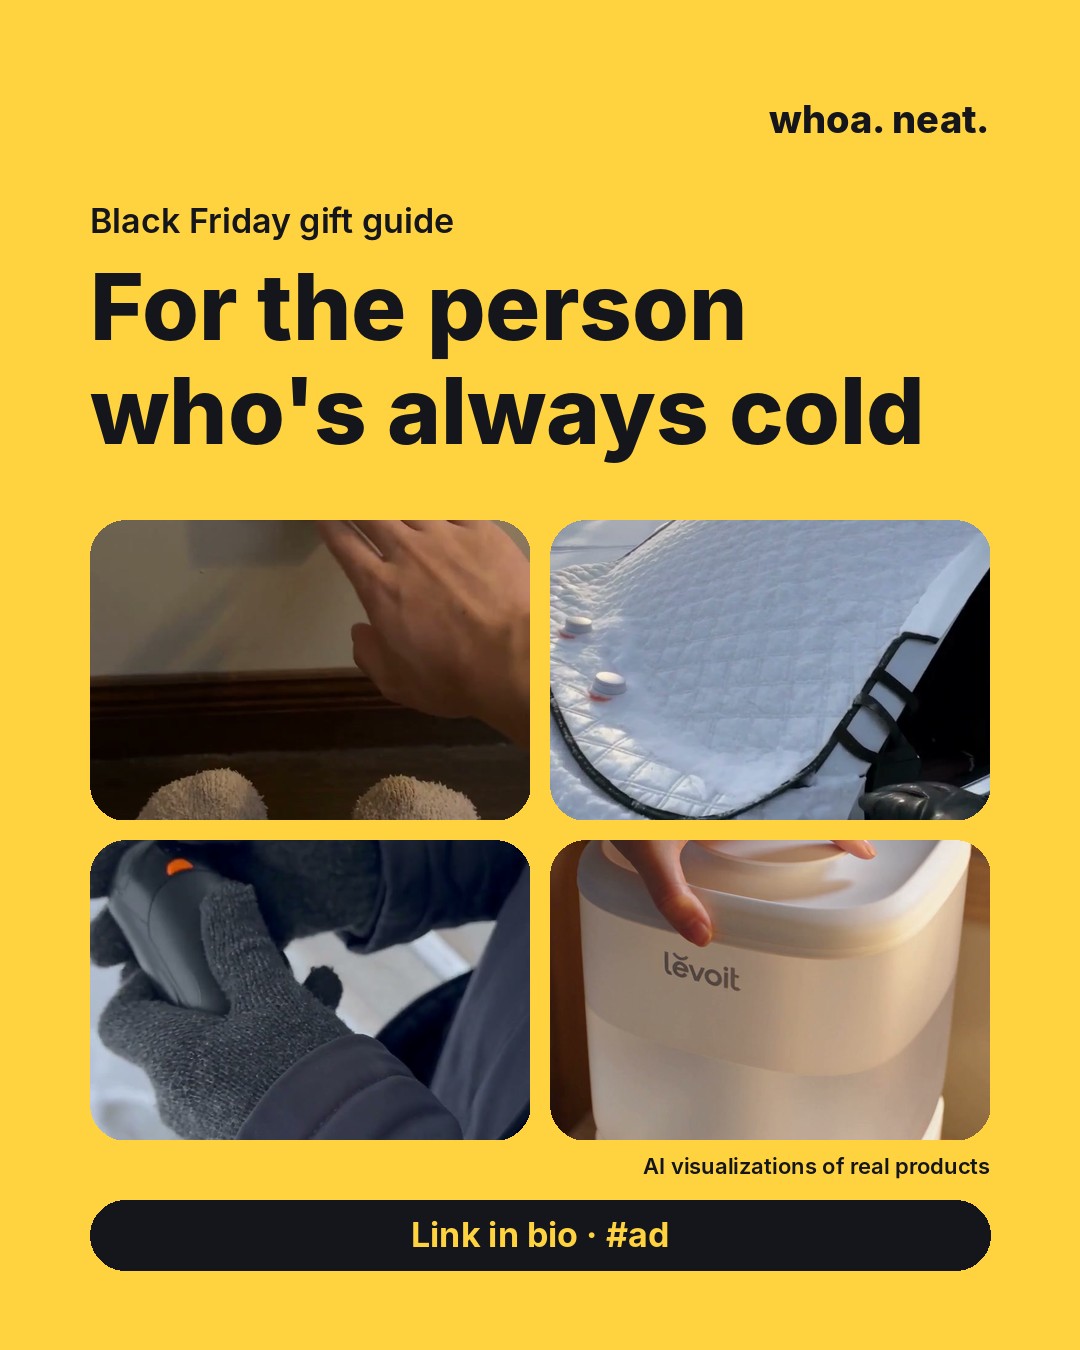 whoa. neat.
Black Friday gift guide
For the person
who's always cold
levoit
AI visualizations of real products
Link in bio · #ad